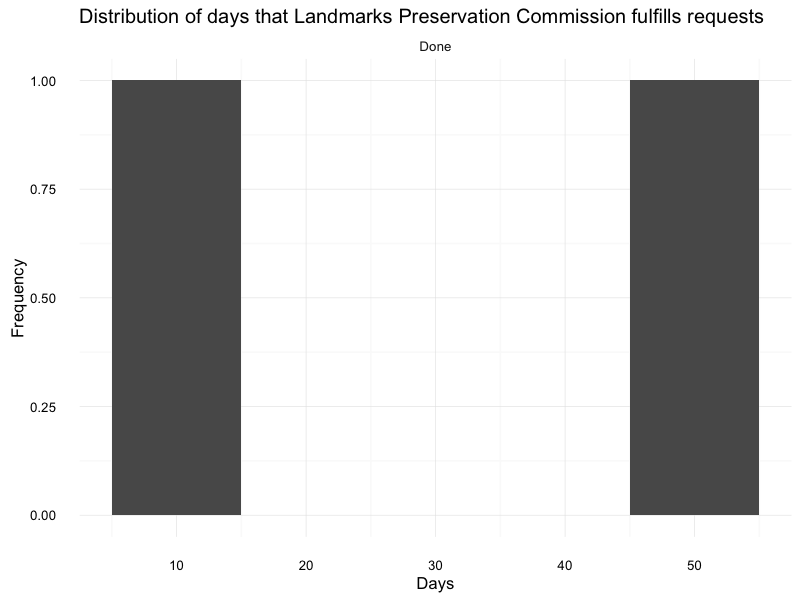 Distribution of days that Landmarks Preservation Commission fulfills requests
Done
1.00
0.75
0.50
0.25
0.00
Frequency
10 20 30 40 50
Days